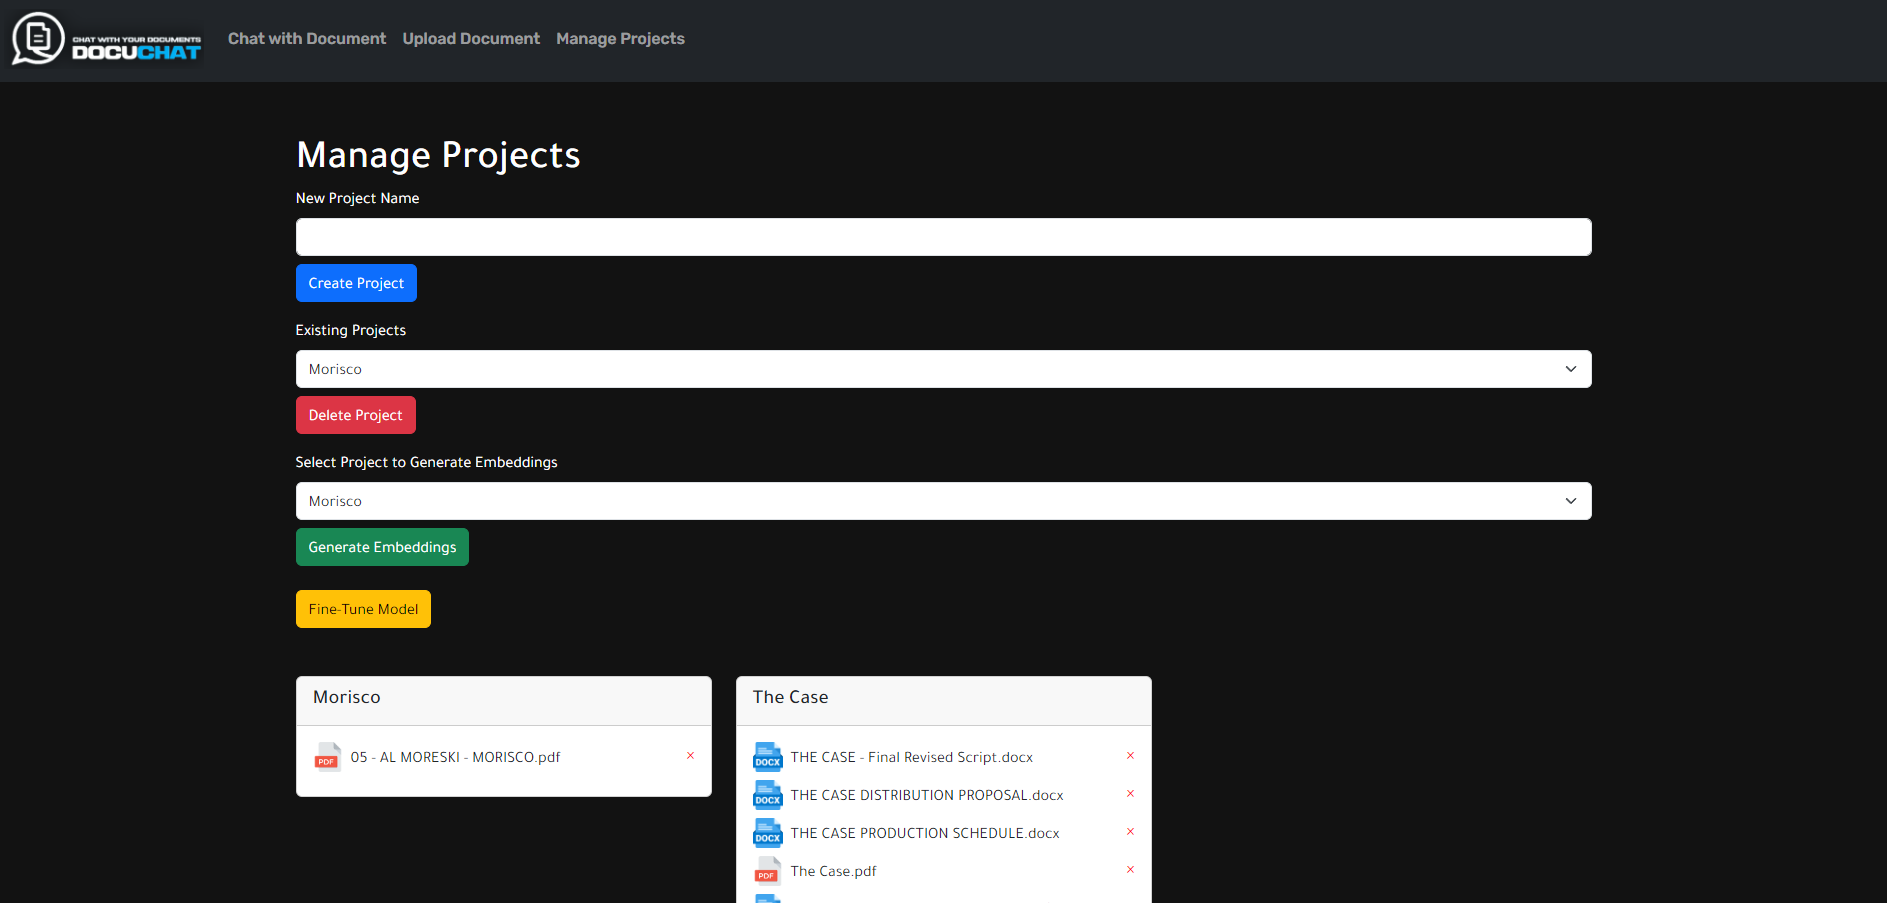 CHAT WITH YOUR DOCUMENTS
DOCUCHAT
Chat with Document
Upload Document
Manage Projects
Manage Projects
New Project Name
Create Project
Existing Projects
Morisco
Delete Project
Select Project to Generate Embeddings
Morisco
Generate Embeddings
Fine-Tune Model
Morisco
PDF 05 - AL MORESKI - MORISCO.pdf ×
The Case
DOCX THE CASE - Final Revised Script.docx ×
DOCX THE CASE DISTRIBUTION PROPOSAL.docx ×
DOCX THE CASE PRODUCTION SCHEDULE.docx ×
PDF The Case.pdf ×